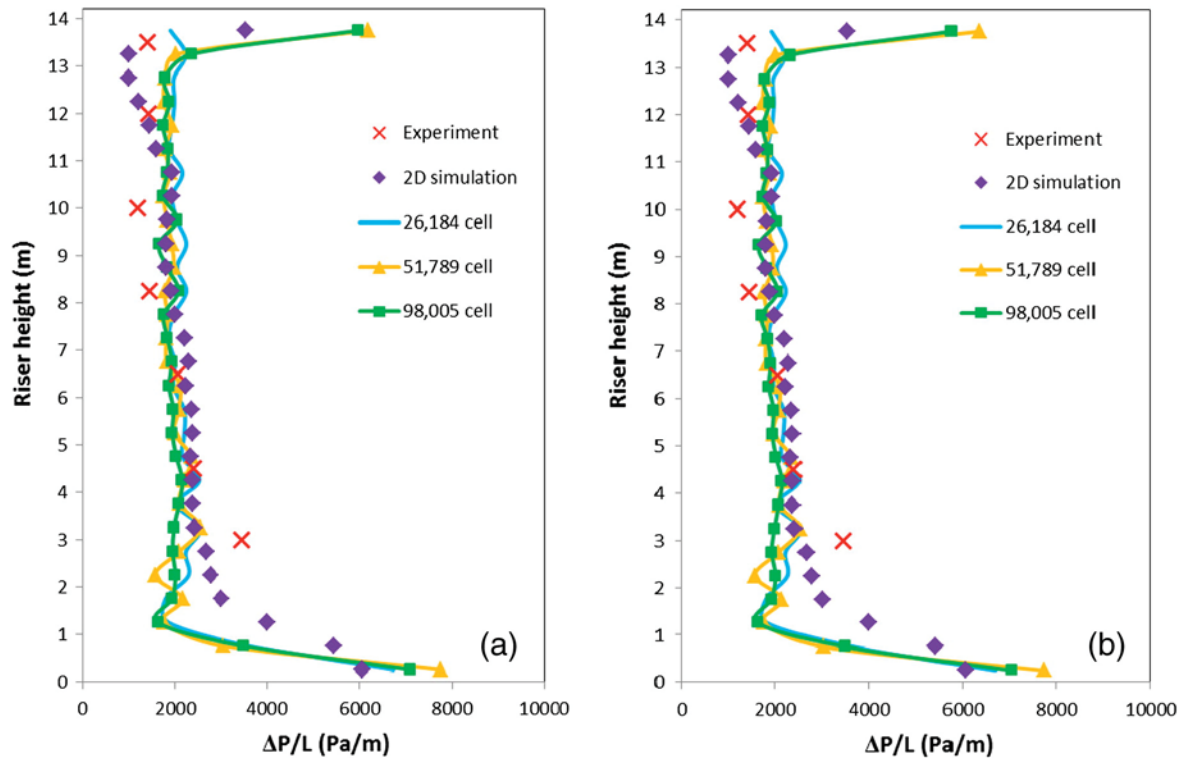 14
13
12
11
10
9
8
7
6
5
4
3
2
1
0
Riser height (m)
Experiment
2D simulation
26,184 cell
51,789 cell
98,005 cell
(a)
0 2000 4000 6000 8000 10000
ΔP/L (Pa/m)
14
13
12
11
10
9
8
7
6
5
4
3
2
1
0
Riser height (m)
Experiment
2D simulation
26,184 cell
51,789 cell
98,005 cell
(b)
0 2000 4000 6000 8000 10000
ΔP/L (Pa/m)